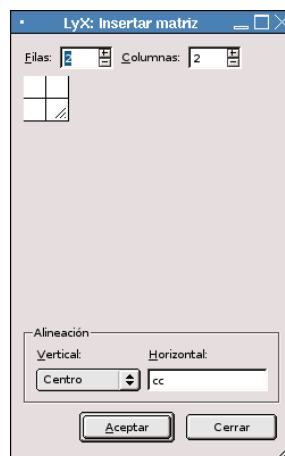 LyX: Insertar matriz
Filas: 2 Columnas: 2
Alineación
Vertical: Horizontal:
Centro cc
Aceptar Cerrar